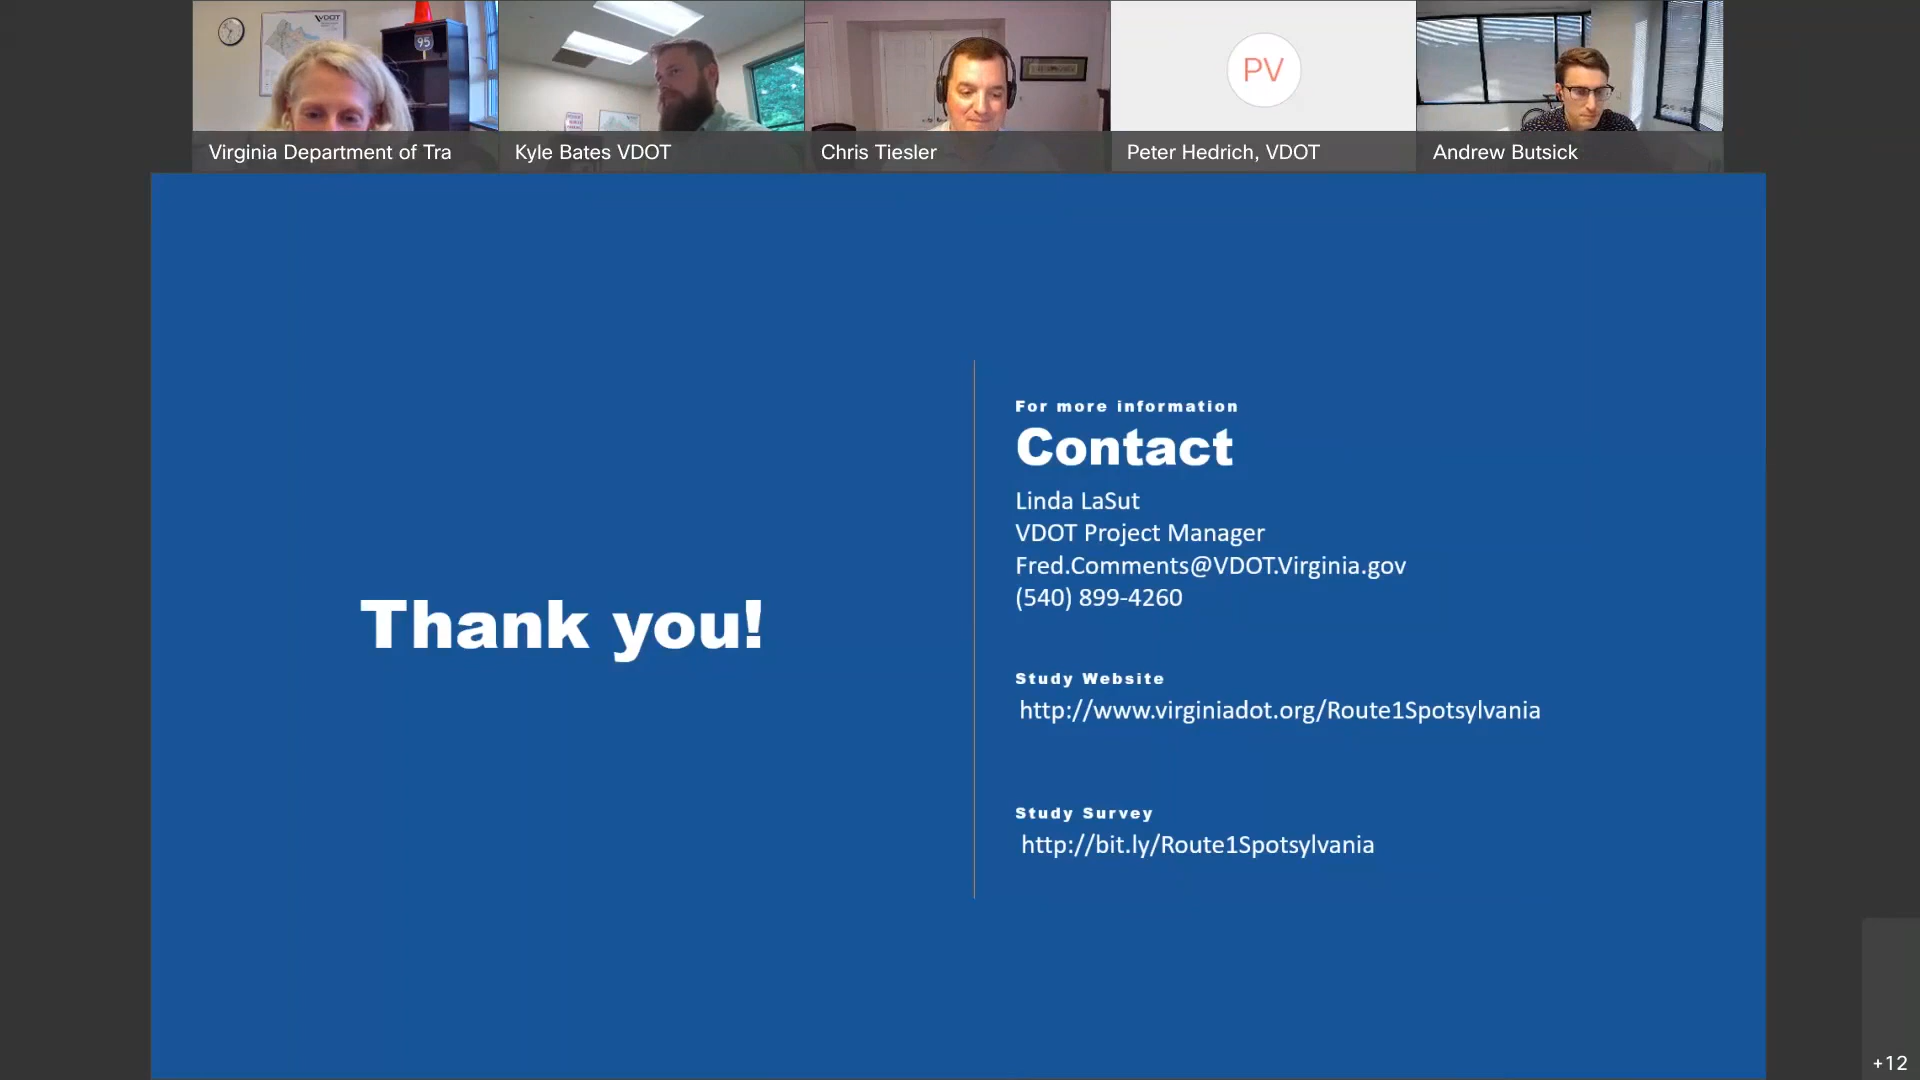 VDOT
95
Virginia Department of Tra
Kyle Bates VDOT
Chris Tiesler
PV
Peter Hedrich, VDOT
Andrew Butsick
Thank you!
For more information
Contact
Linda LaSut
VDOT Project Manager
Fred.Comments@VDOT.Virginia.gov
(540) 899-4260
Study Website
http://www.virginiadot.org/Route1Spotsylvania
Study Survey
http://bit.ly/Route1Spotsylvania
+12